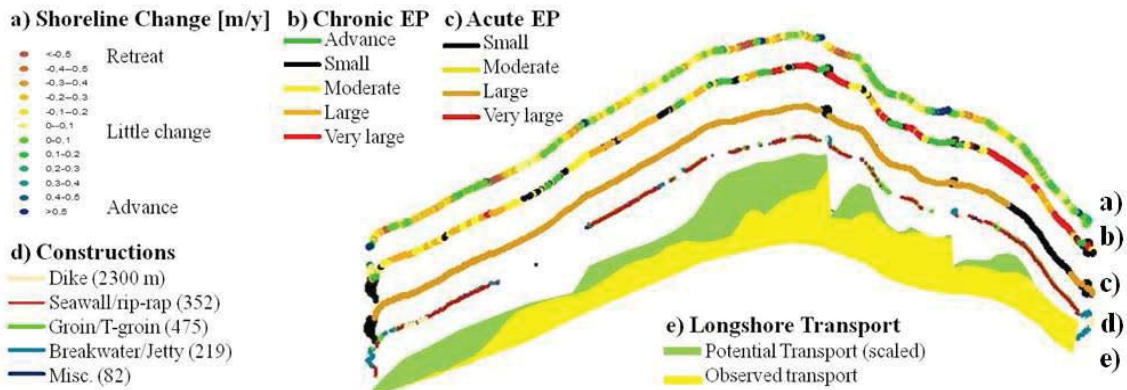 a) Shoreline Change [m/y]
<-0.5
-0.4--0.5
-0.3-0.4
-0.2--0.3
-0.1--0.2
0--0.1
0-0.1
0.1-0.2
0.2-0.3
0.3-0.4
0.4-0.5
>0.5
Retreat
Little change
Advance
b) Chronic EP
Advance
Small
Moderate
Large
Very large
c) Acute EP
Small
Moderate
Large
Very large
d) Constructions
Dike (2300 m)
Seawall/rip-rap (352)
Groin/T-groin (475)
Breakwater/Jetty (219)
Misc. (82)
e) Longshore Transport
Potential Transport (scaled)
Observed transport
a)
b)
c)
d)
e)